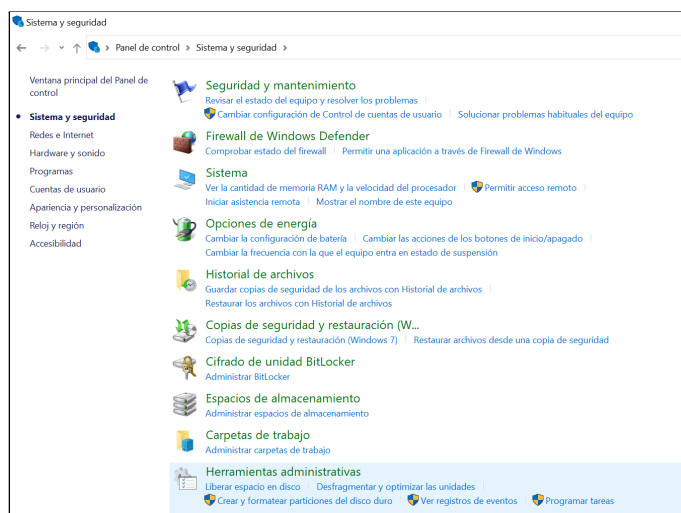 Sistema y seguridad
Panel de control > Sistema y seguridad >
Ventana principal del Panel de
control
Sistema y seguridad
Redes e Internet
Hardware y sonido
Programas
Cuentas de usuario
Apariencia y personalización
Reloj y región
Accesibilidad
Seguridad y mantenimiento
Revisar el estado del equipo y resolver los problemas
Cambiar configuración de Control de cuentas de usuario Solucionar problemas habituales del equipo
Firewall de Windows Defender
Comprobar estado del firewall Permitir una aplicación a través de Firewall de Windows
Sistema
Ver la cantidad de memoria RAM y la velocidad del procesador Permitir acceso remoto
Iniciar asistencia remota Mostrar el nombre de este equipo
Opciones de energía
Cambiar la configuración de batería Cambiar las acciones de los botones de inicio/apagado
Cambiar la frecuencia con la que el equipo entra en estado de suspensión
Historial de archivos
Guardar copias de seguridad de los archivos con Historial de archivos
Restaurar los archivos con Historial de archivos
Copias de seguridad y restauración (W...
Copias de seguridad y restauración (Windows 7) Restaurar archivos desde una copia de seguridad
Cifrado de unidad BitLocker
Administrar BitLocker
Espacios de almacenamiento
Administrar espacios de almacenamiento
Carpetas de trabajo
Administrar carpetas de trabajo
Herramientas administrativas
Liberar espacio en disco Desfragmentar y optimizar las unidades
Crear y formatear particiones del disco duro Ver registros de eventos Programar tareas